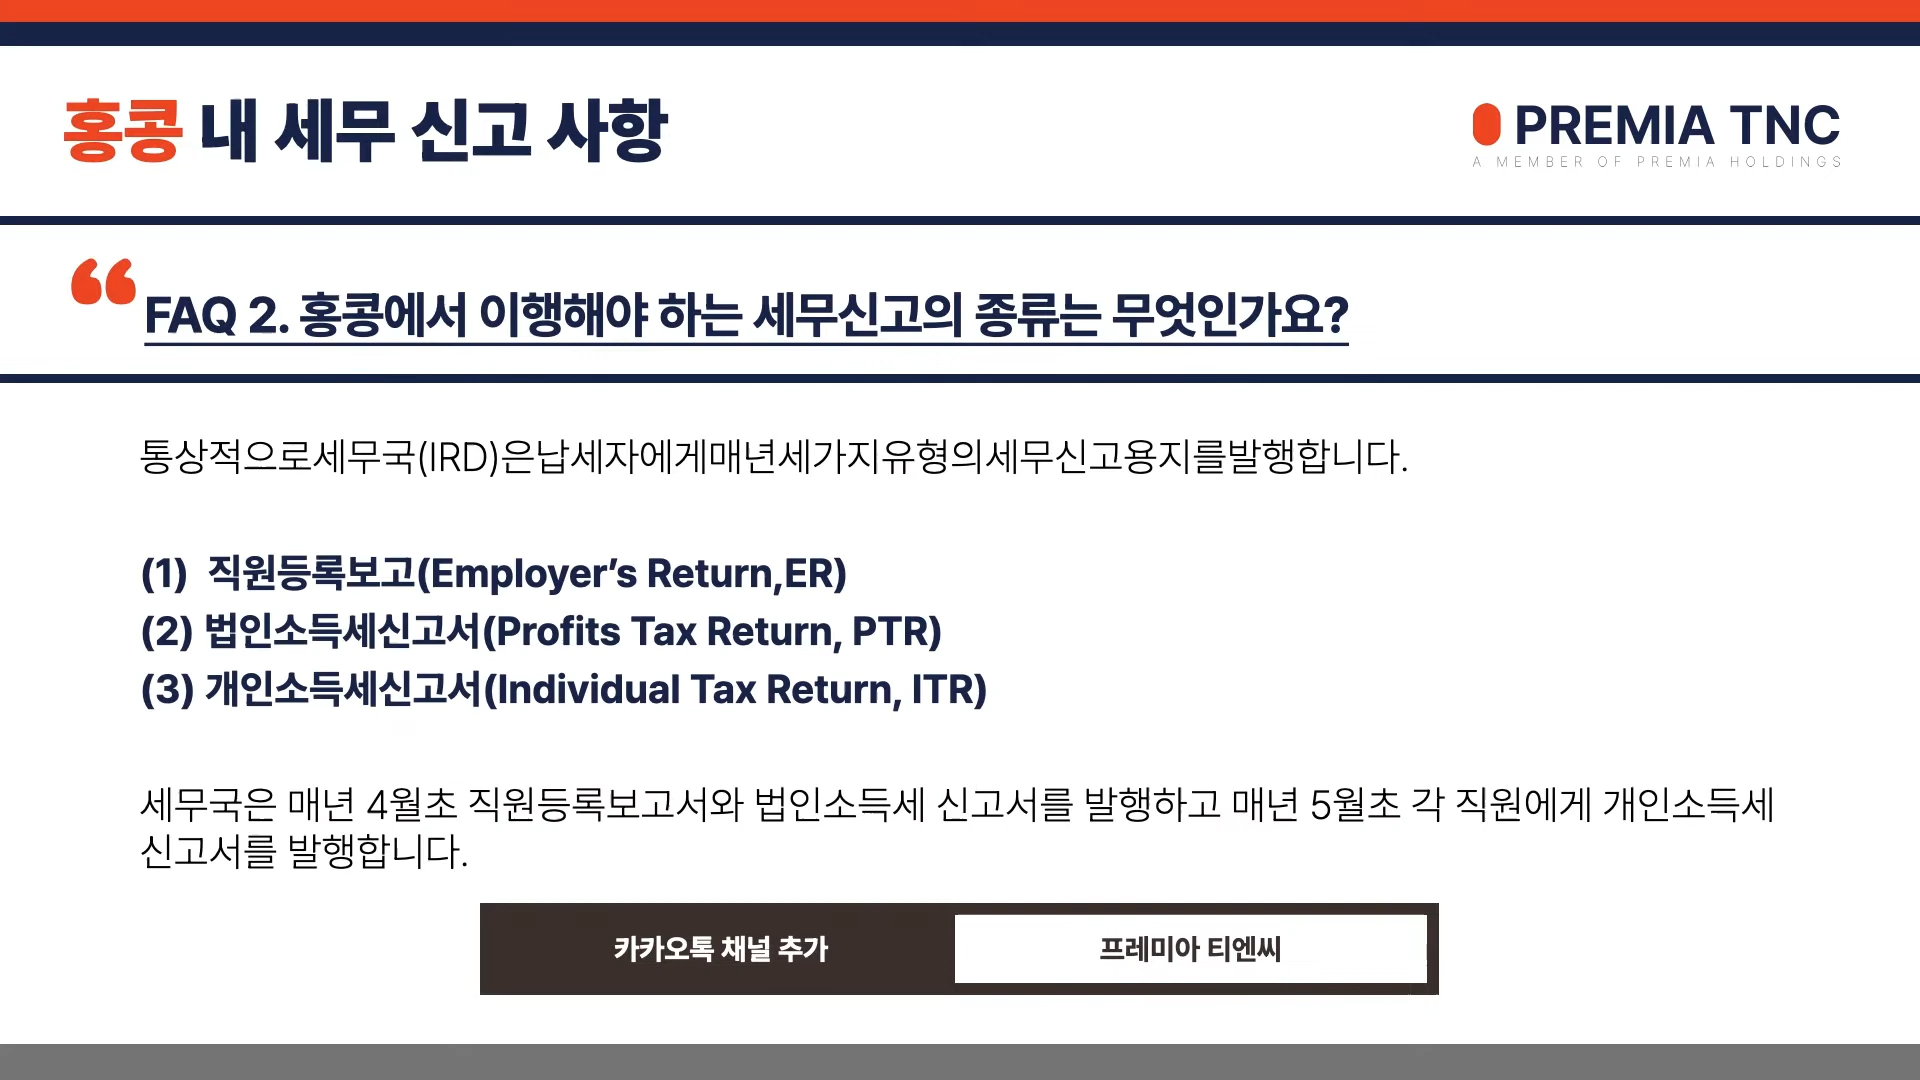 홍콩 내 세무 신고 사항
PREMIA TNC
A MEMBER OF PREMIA HOLDINGS
“ FAQ 2. 홍콩에서 이행해야 하는 세무신고의 종류는 무엇인가요?
통상적으로세무국(IRD)은납세자에게매년세가지유형의세무신고용지를발행합니다.
(1) 직원등록보고(Employer’s Return,ER)
(2) 법인소득세신고서(Profits Tax Return, PTR)
(3) 개인소득세신고서(Individual Tax Return, ITR)
세무국은 매년 4월초 직원등록보고서와 법인소득세 신고서를 발행하고 매년 5월초 각 직원에게 개인소득세
신고서를 발행합니다.
카카오톡 채널 추가
프레미아 티엔씨